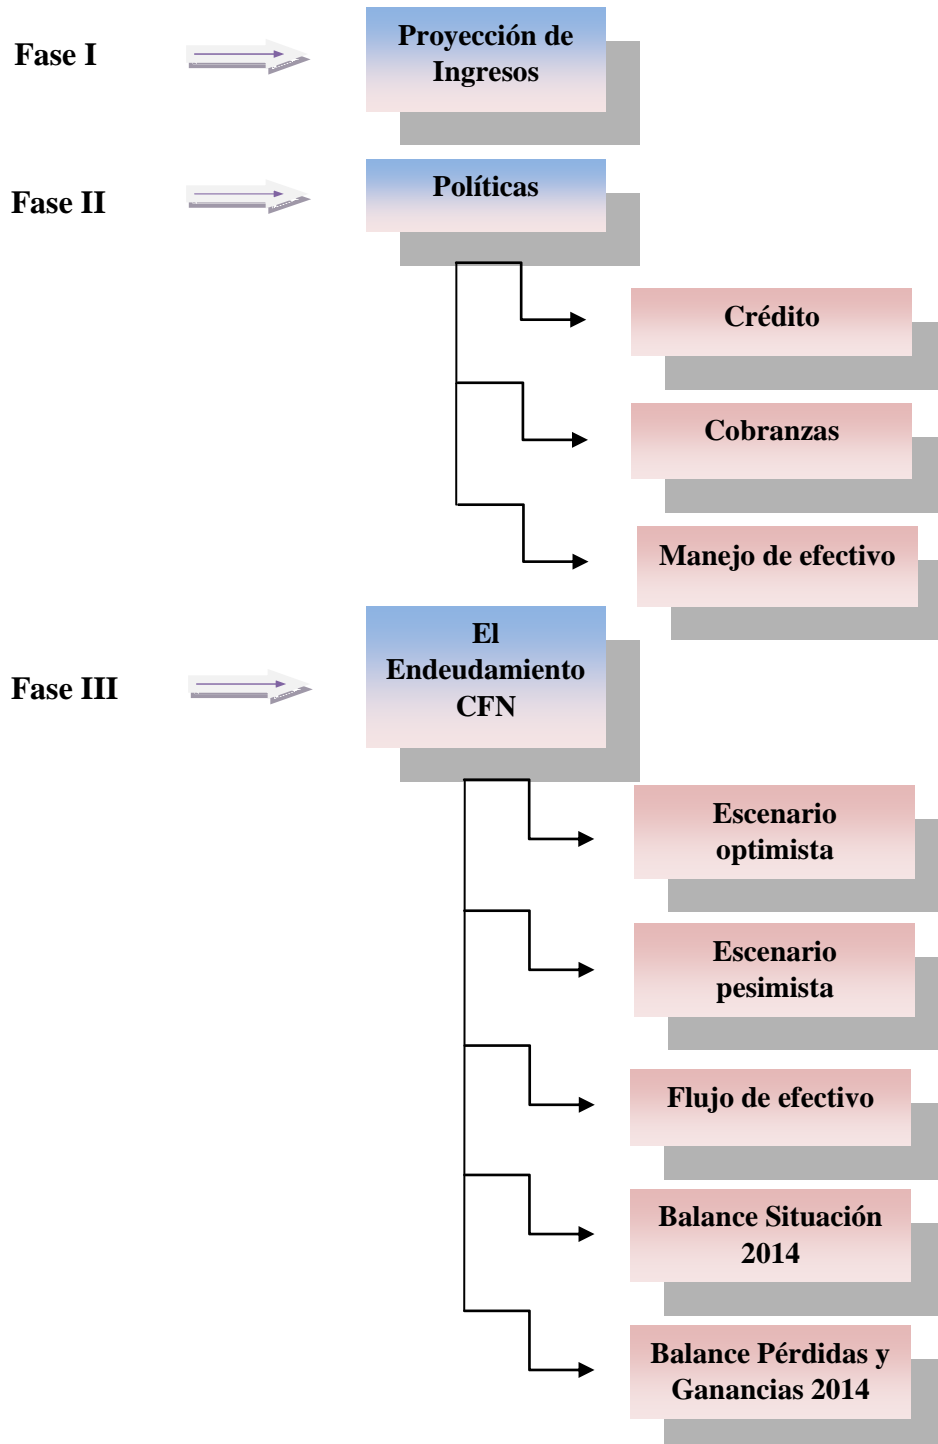 Fase I
Proyección de
Ingresos
Fase II
Políticas
Crédito
Cobranzas
Manejo de efectivo
Fase III
El
Endeudamiento
CFN
Escenario
optimista
Escenario
pesimista
Flujo de efectivo
Balance Situación
2014
Balance Pérdidas y
Ganancias 2014